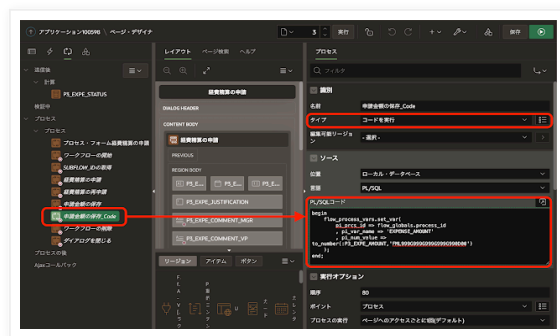 アプリケーション100598 \ ページ・デザイナ
3
実行
保存
レイアウト
ページ検索
ヘルプ
プロセス
送信後
計算
P3_EXPE_STATUS
検証中
プロセス
プロセス
プロセス・フォーム経費精算の申請
ワークフローの開始
SUBFLOW_IDの取得
経費精算の申請
経費精算の再申請
申請金額の保存
申請金額の保存_Code
ワークフローの削除
ダイアログを閉じる
プロセスの後
Ajaxコールバック
経費精算の申請
DIALOG HEADER
CONTENT BODY
経費精算の申請
PREVIOUS
REGION BODY
P3_E...
P3_E...
P3_E...
P3_EXPE_JUSTIFICATION
P3_EXPE_COMMENT_MGR
P3_EXPE_COMMENT_VP
リージョン
アイテム
ボタン
フィルタ
識別
名前
申請金額の保存_Code
タイプ
コードを実行
編集可能リージョン
- 選択 -
ソース
位置
ローカル・データベース
言語
PL/SQL
PL/SQLコード
begin
flow_process_vars.set_var(
pi_prcs_id => flow_globals.process_id
, pi_var_name => 'EXPENSE_AMOUNT'
, pi_num_value =>
);
end;
実行オプション
順序
80
ポイント
プロセス
プロセスの実行
ページへのアクセスごとに1回(デフォルト)